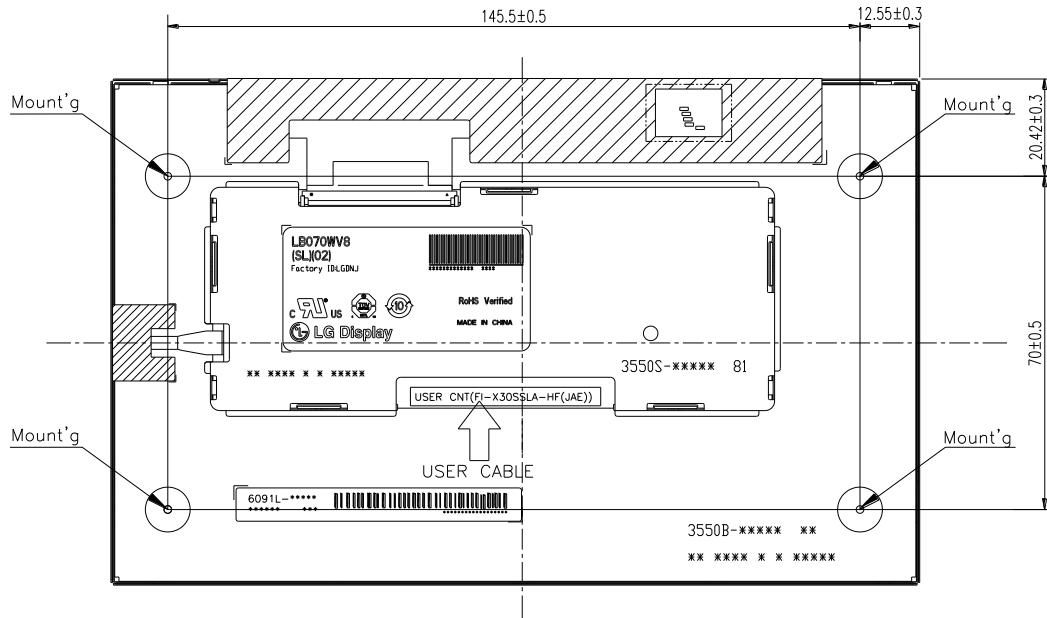 145.5±0.5
12.55±0.3
Mount'g
Mount'g
20.42±0.3
LB070WV8
(SL)(02)
Factory ID:LGDNJ
************* ****
C RU US
10
RoHS Verified
MADE IN CHINA
LG Display
70±0.5
3550S-***** 81
** **** * * *****
USER CNT(FI-X30SSLA-HF(JAE))
Mount'g
Mount'g
USER CABLE
6091L-*****
****** ***
3550B-***** **
** **** * * *****